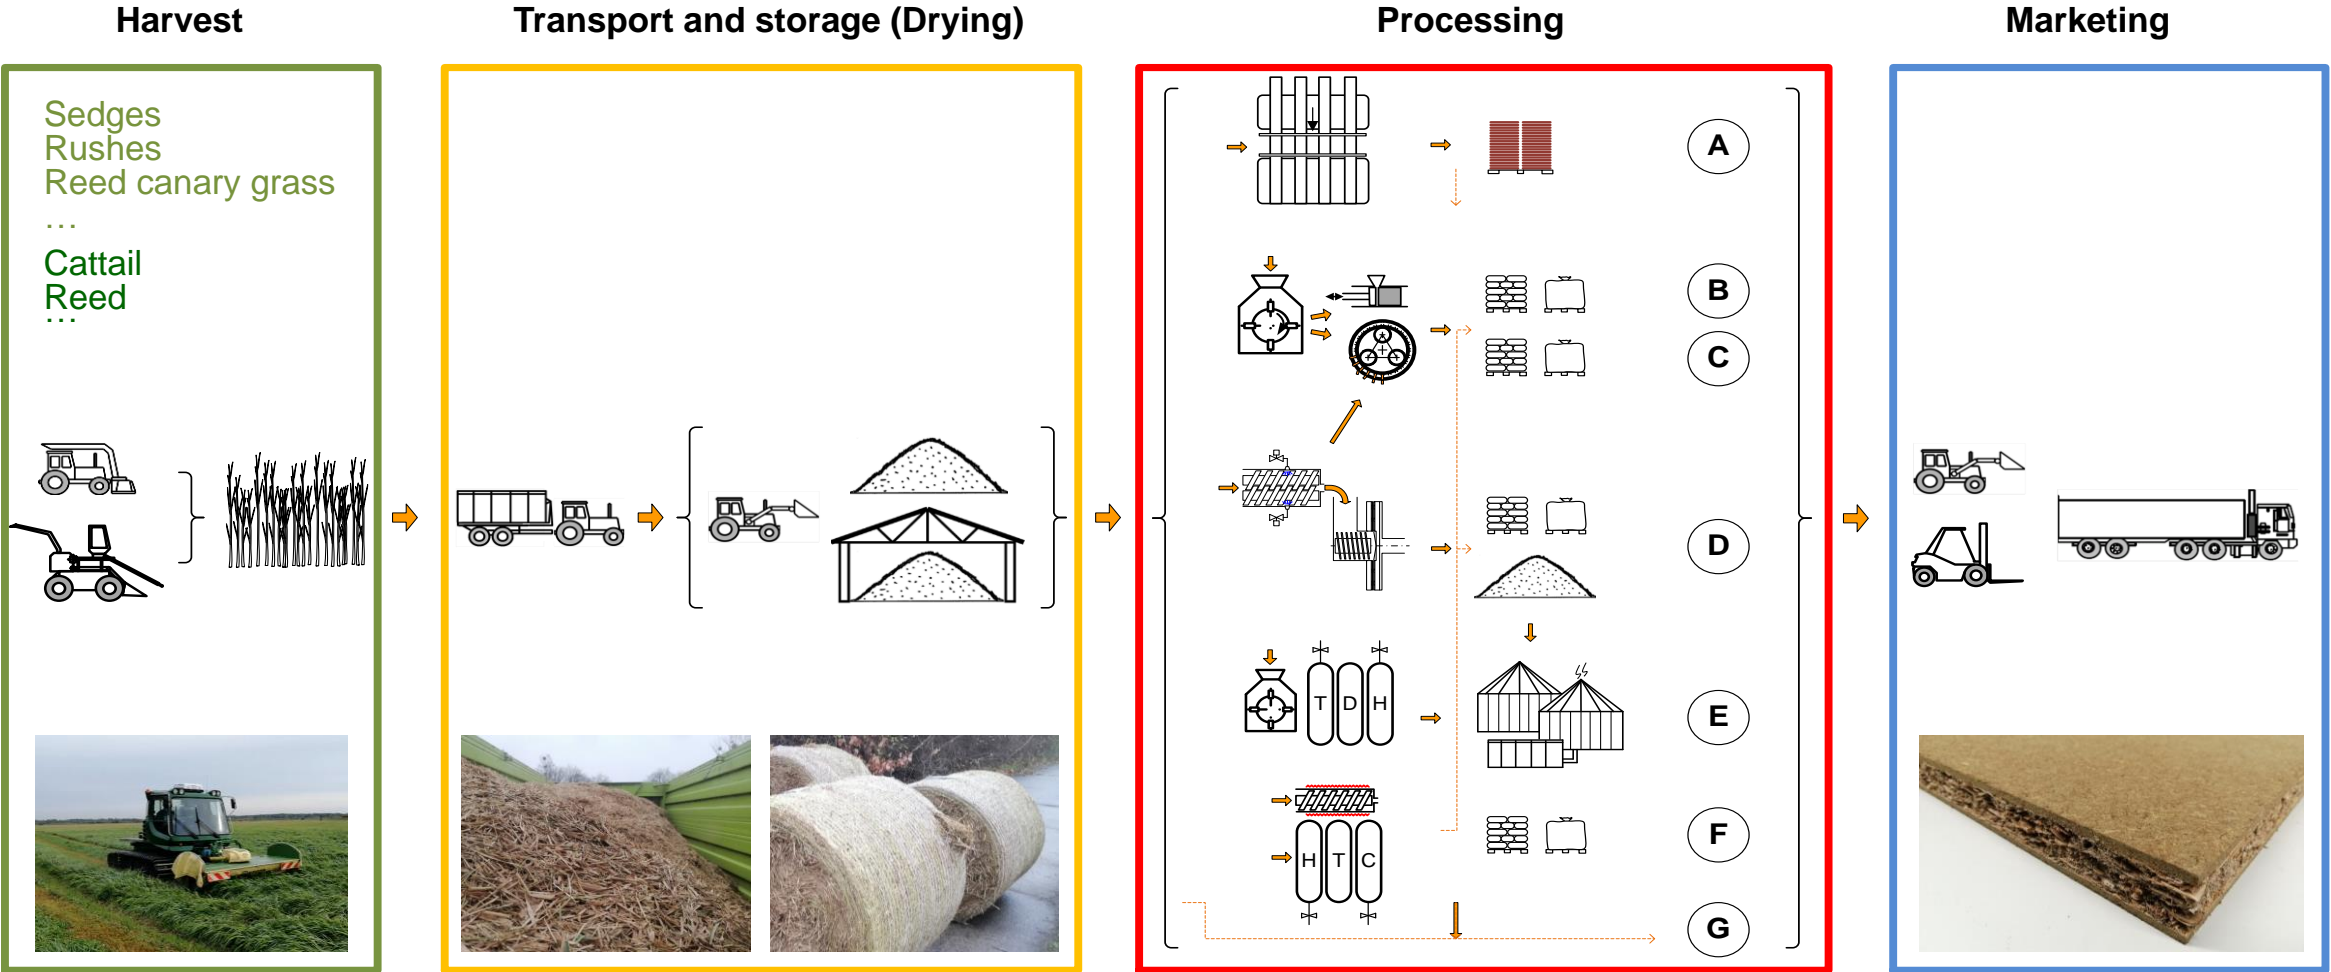 Harvest
Transport and storage (Drying)
Processing
Marketing
Sedges
Rushes
Reed canary grass
...
Cattail
Reed
...
A
B
C
D
T D H
E
F
H T C
G